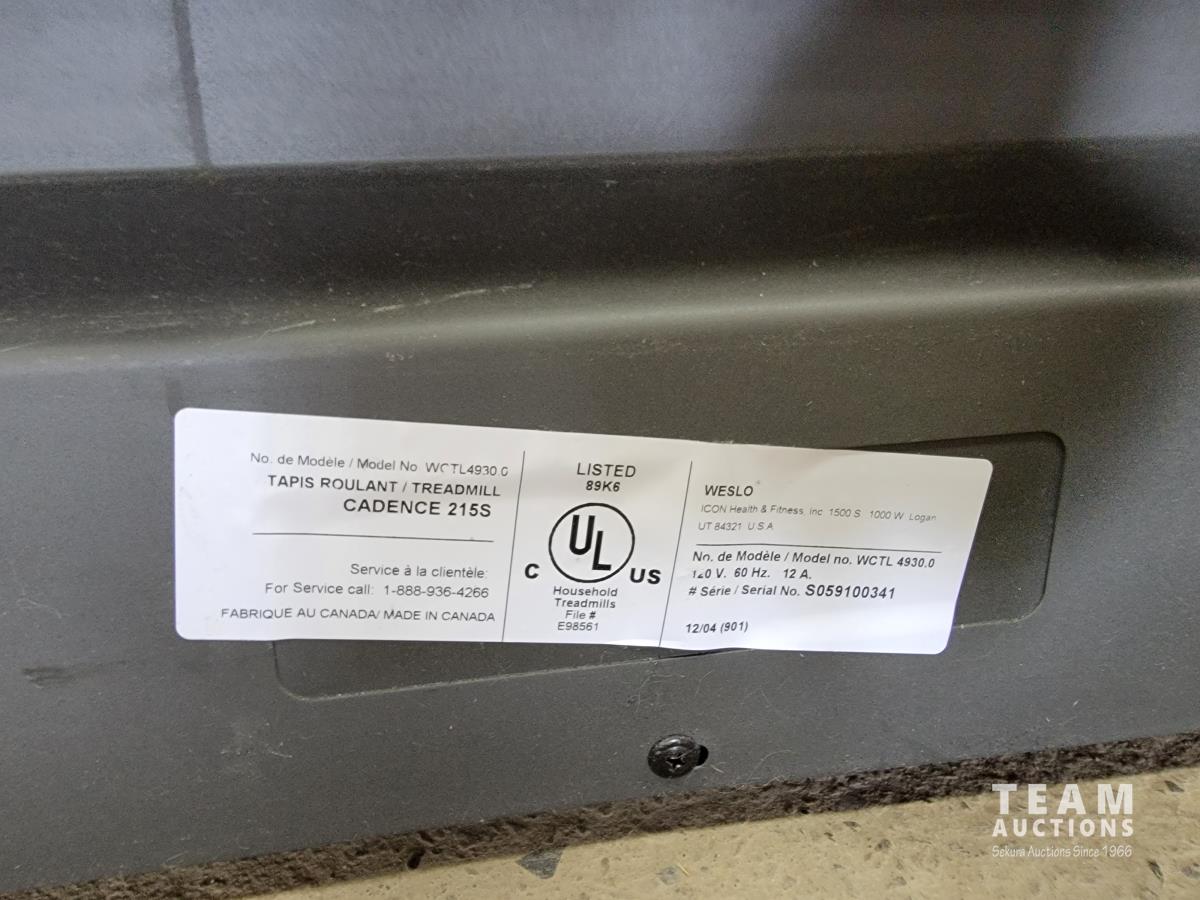 No. de Modèle / Model No WCTL4930.0
TAPIS ROULANT / TREADMILL
CADENCE 215S
Service à la clientèle:
For Service call: 1-888-936-4266
FABRIQUE AU CANADA/ MADE IN CANADA
LISTED
89K6
UL
C US
Household
Treadmills
File #
E98561
WESLO
ICON Health & Fitness, inc 1500 S. 1000 W. Logan
UT 84321 U.S.A
No. de Modèle / Model no. WCTL 4930.0
120 V. 60 Hz. 12 A.
# Série / Serial No. S059100341
12/04 (901)
TEAM
AUCTIONS
Sekura Auctions Since 1966